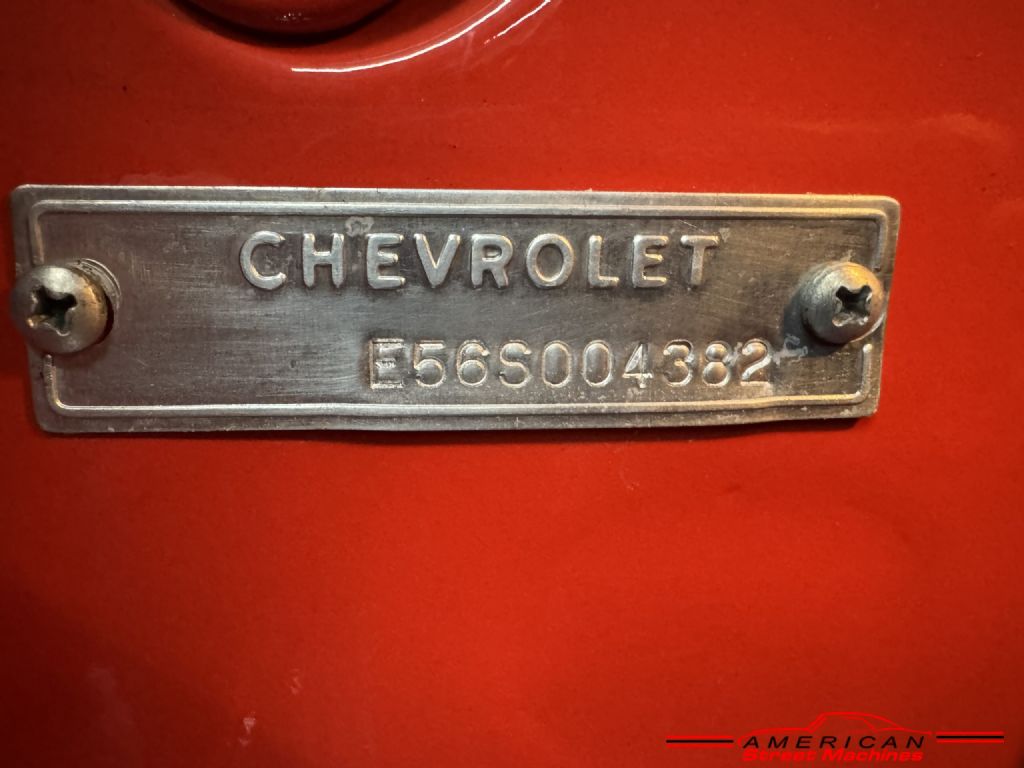 CHEVROLET
E56S004382
AMERICAN
Street Machines